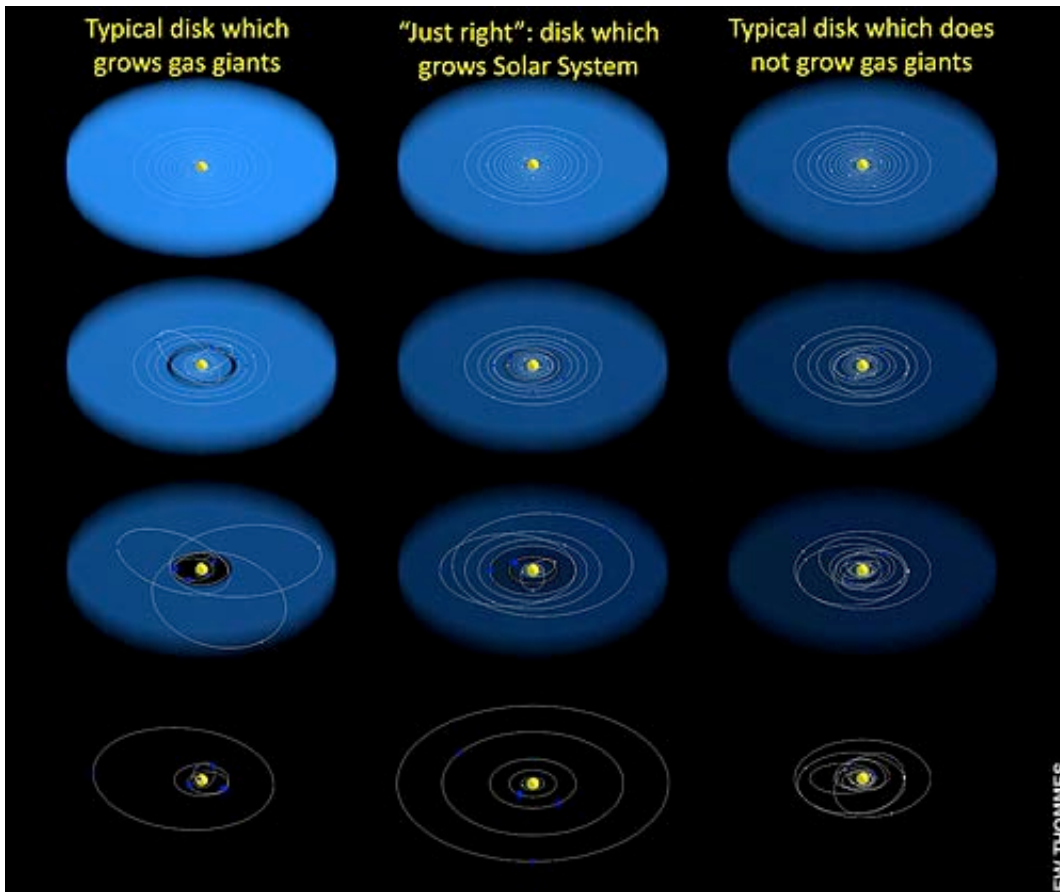 Typical disk which
grows gas giants
“Just right”: disk which
grows Solar System
Typical disk which does
not grow gas giants